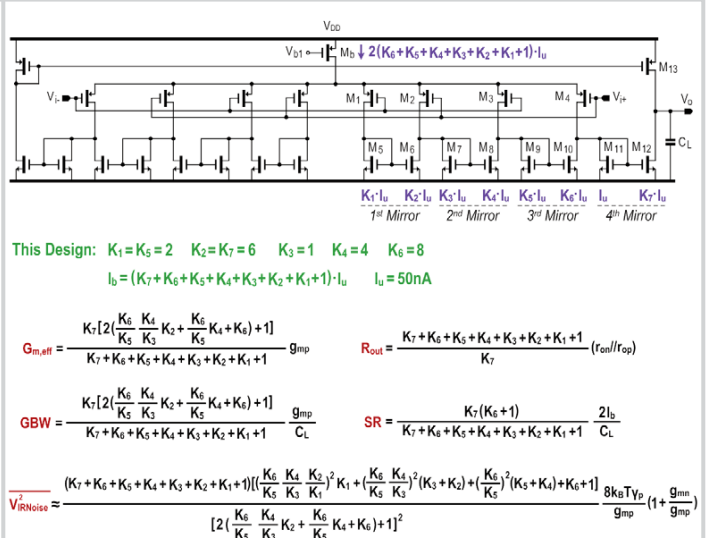 VDD
Vb1 Mb ↓ 2(K6+K5+K4+K3+K2+K1+1)·Iu
M13
Vi- M1 M2 M3 M4 Vi+ Vo
M5 M6 M7 M8 M9 M10 M11 M12 CL
K1·Iu K2·Iu K3·Iu K4·Iu K5·Iu K6·Iu Iu K7·Iu
1st Mirror 2nd Mirror 3rd Mirror 4th Mirror
This Design: K1=K5=2 K2=K7=6 K3=1 K4=4 K6=8
Ib=(K7+K6+K5+K4+K3+K2+K1+1)·Iu Iu=50nA
Gm,eff = K7[2(K6/K5 K4/K3 K2+K6/K5 K4+K6)+1] / K7+K6+K5+K4+K3+K2+K1+1 gmp
Rout = K7+K6+K5+K4+K3+K2+K1+1 / K7 (ron//rop)
GBW = K7[2(K6/K5 K4/K3 K2+K6/K5 K4+K6)+1] / K7+K6+K5+K4+K3+K2+K1+1 gmp/CL
SR = K7(K6+1) / K7+K6+K5+K4+K3+K2+K1+1 2Ib/CL
V²IRNoise ≈ (K7+K6+K5+K4+K3+K2+K1+1)[(K6/K5 K4/K3 K2/K1)²K1+(K6/K5 K4/K3)²(K3+K2)+(K6/K5)²(K5+K4)+K6+1] / [2(K6/K5 K4/K3 K2+K6/K5 K4+K6)+1]² 8kBTγp/gmp (1+gmn/gmp)